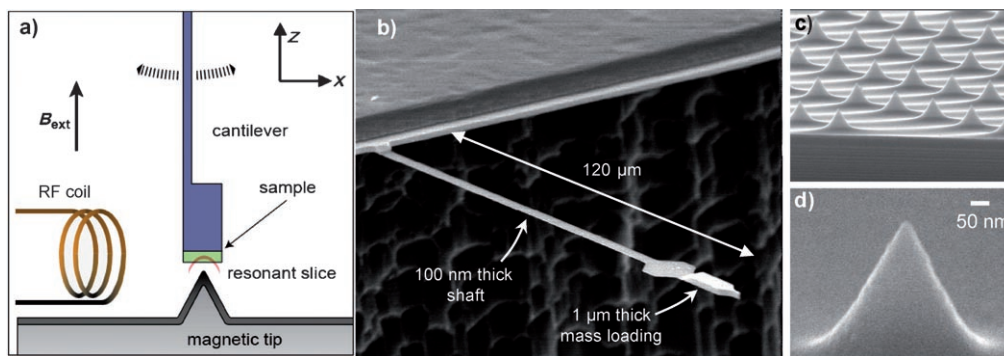 a)
z
x
B ext
cantilever
RF coil
sample
resonant slice
magnetic tip
b)
120 µm
100 nm thick
shaft
1 µm thick
mass loading
c)
d)
50 nm